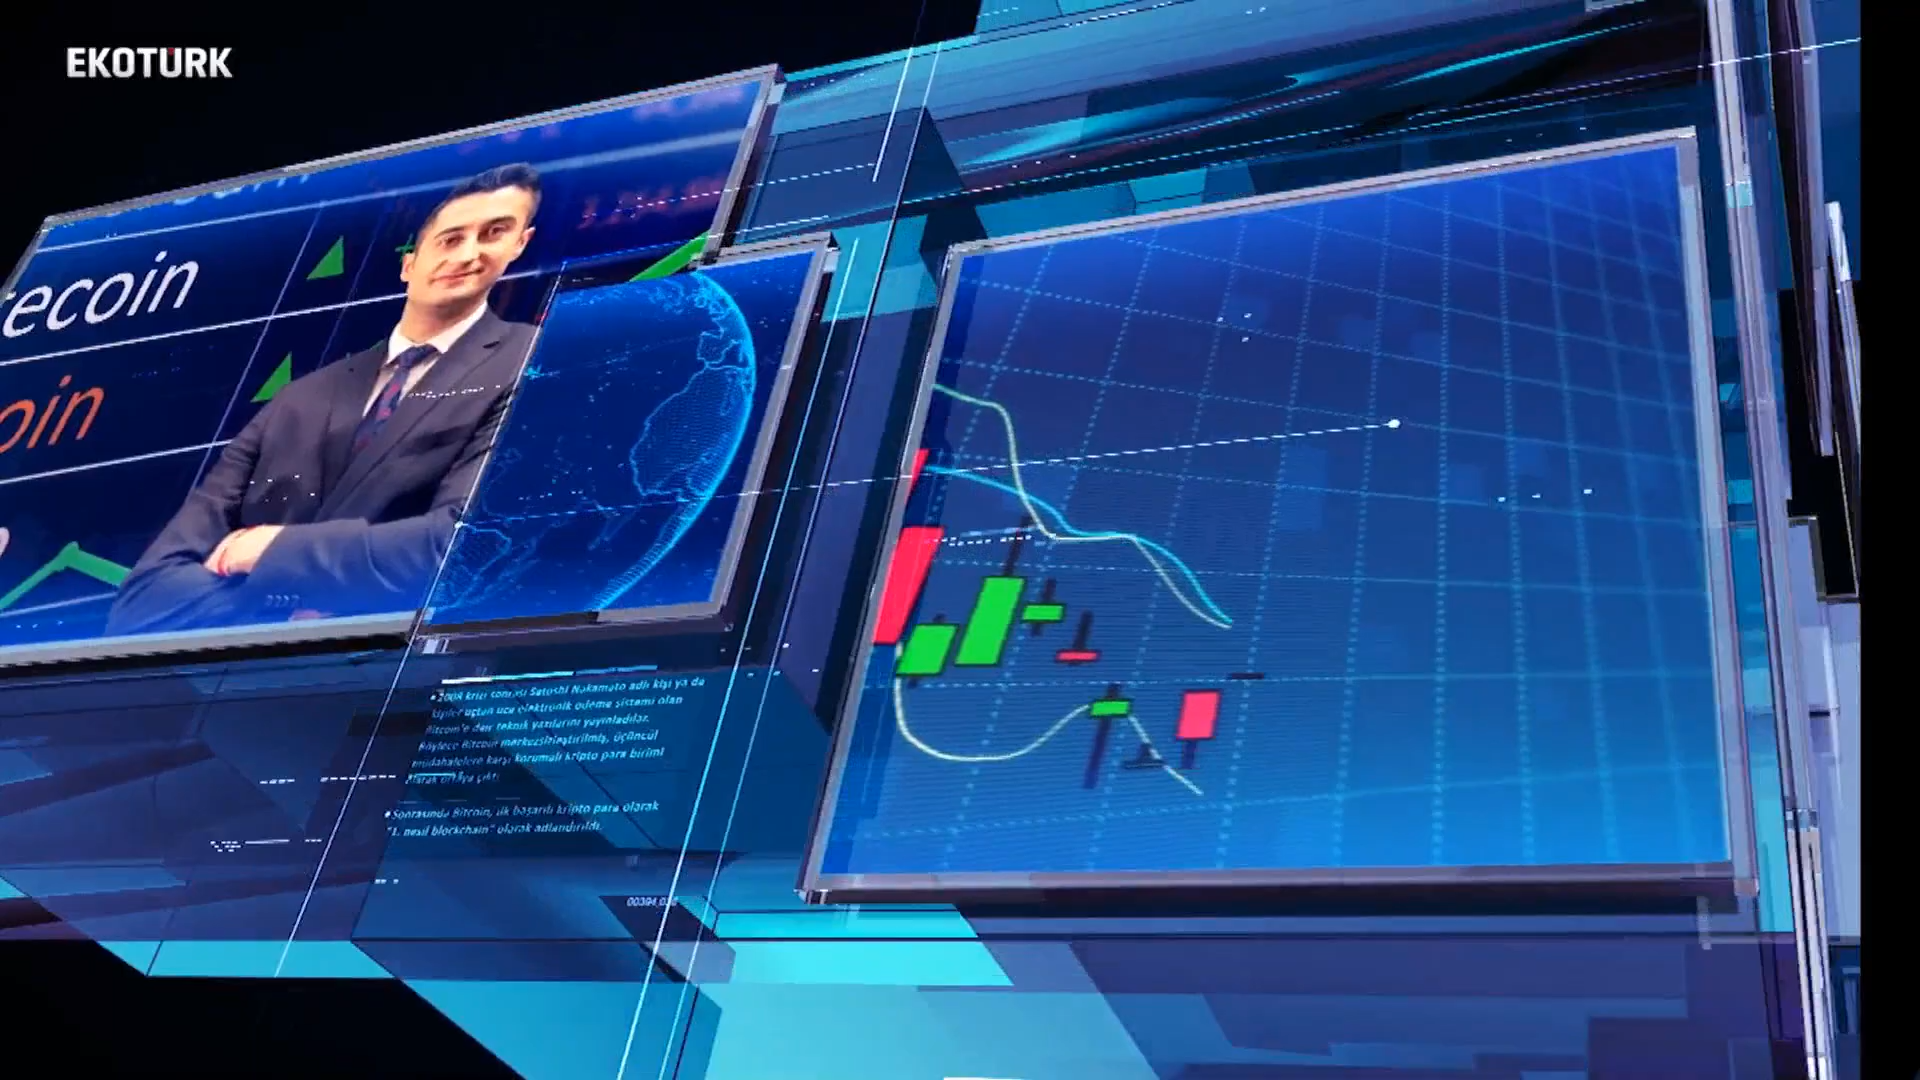 EKOTÜRK
ecoin
oin
• 2008 krizi sonrası Satoshi Nakamato adlı kişi ya da
kişiler uçtan uca elektronik ödeme sistemi olan
Bitcoin'e dair teknik yazılarını yayınladılar.
Böylece Bitcoin merkezsizleştirilmiş, üçüncül
müdahalelere karşı korumalı kripto para birimi
olarak ortaya çıktı.
• Sonrasında Bitcoin, ilk başarılı kripto para olarak
"1. nesil blockchain" olarak adlandırıldı.